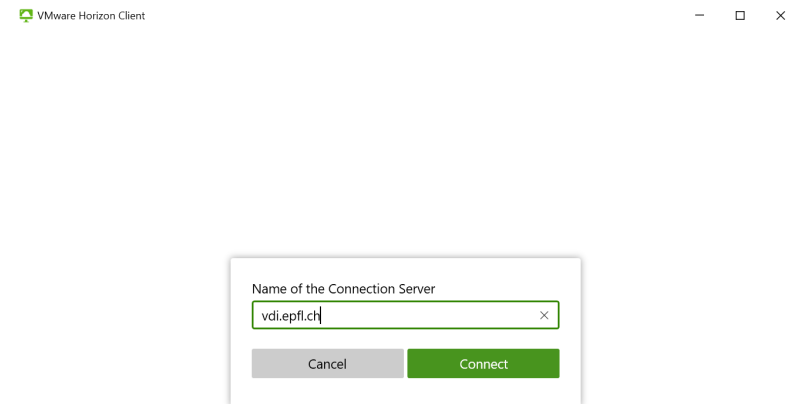 VMware Horizon Client
Name of the Connection Server
vdi.epfl.ch
Cancel
Connect